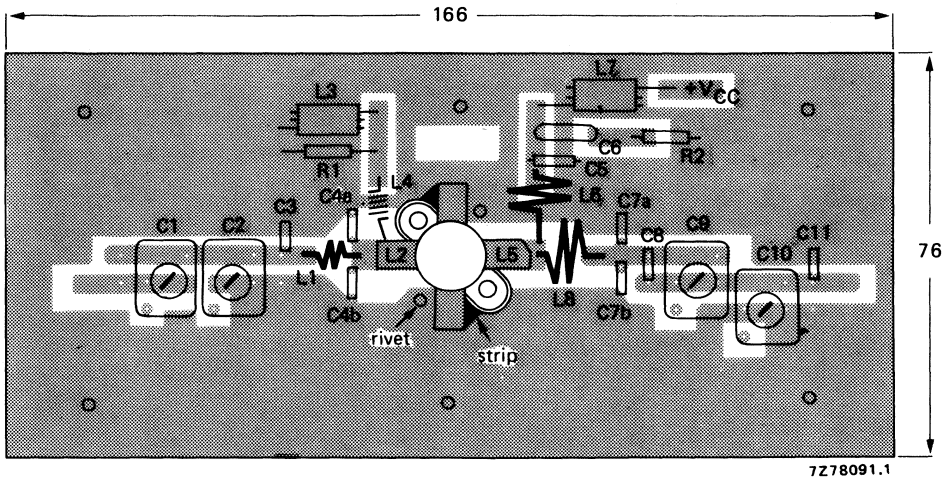 166
L7
+VCC
L3
C6
R2
R1
C5
L4
C4a
L6
C7a
C1
C2
C3
C9
C8
C10
C11
L2
L5
L1
L8
C4b
C7b
rivet
strip
76
7Z78091.1